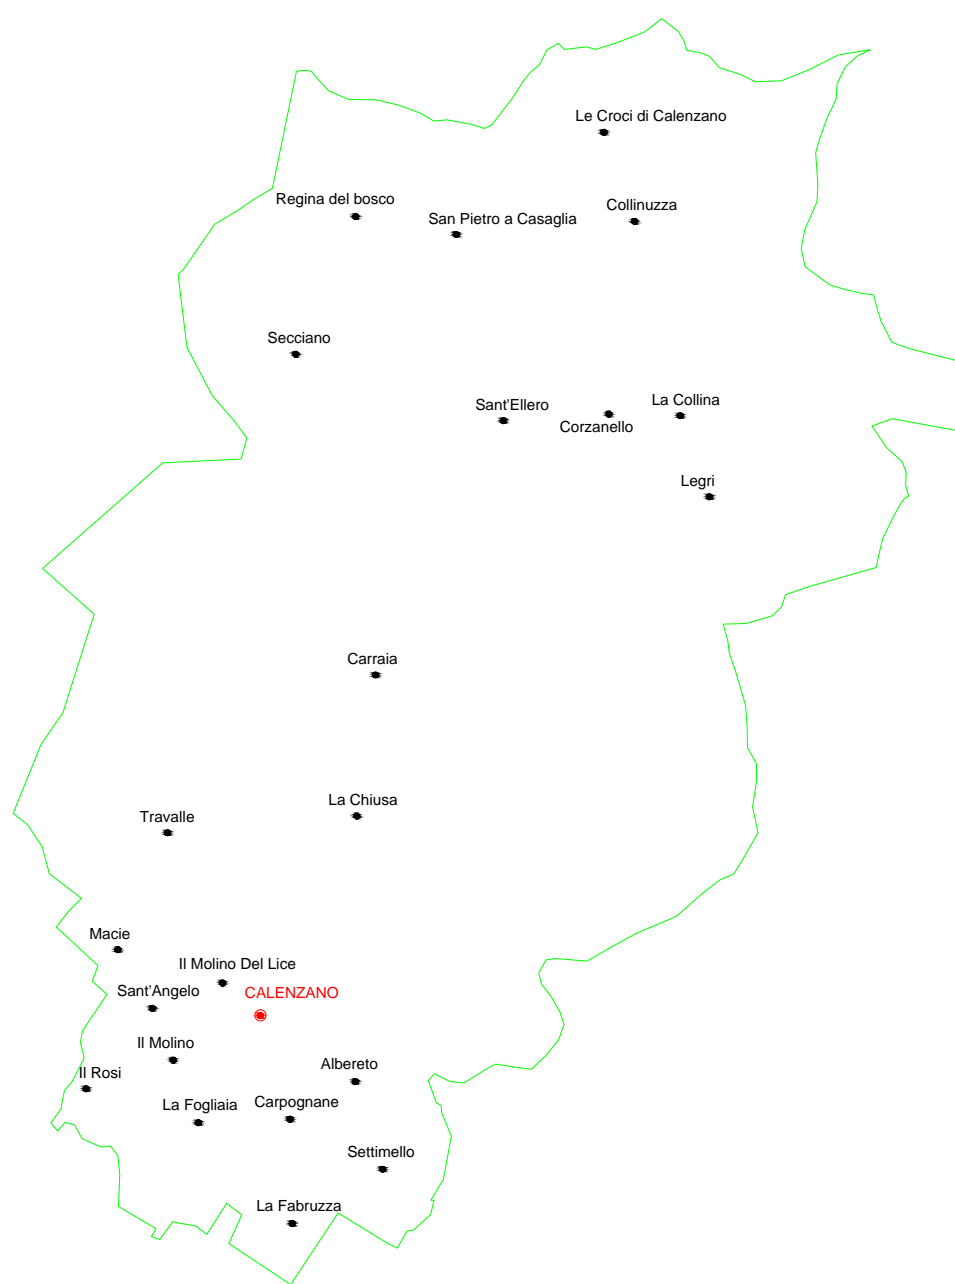 Le Croci di Calenzano
Regina del bosco
Collinuzza
San Pietro a Casaglia
Secciano
La Collina
Sant'Ellero
Corzanello
Legri
Carraia
La Chiusa
Travalle
Macie
Il Molino Del Lice
Sant'Angelo
CALENZANO
Il Molino
Albereto
Il Rosi
Carpognane
La Fogliaia
Settimello
La Fabruzza